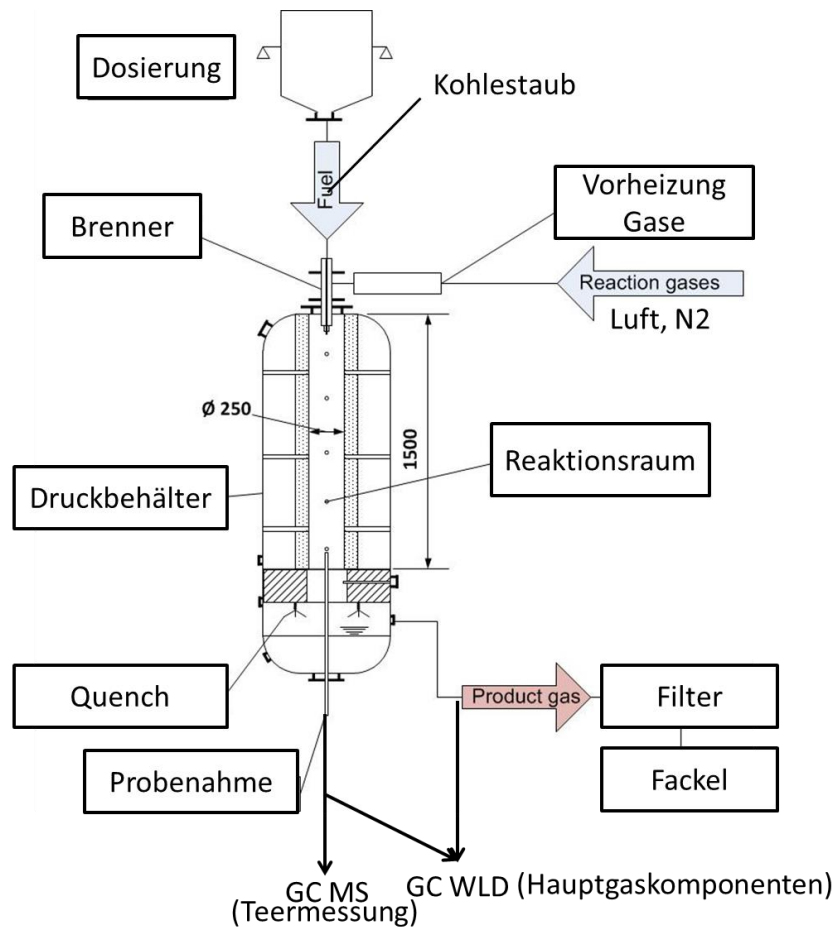 Dosierung
Kohlestaub
Fuel
Vorheizung
Gase
Brenner
Reaction gases
Luft, N2
Ø 250
1500
Reaktionsraum
Druckbehälter
Quench
Product gas
Filter
Probenahme
Fackel
GC MS
(Teermessung)
GC WLD (Hauptgaskomponenten)